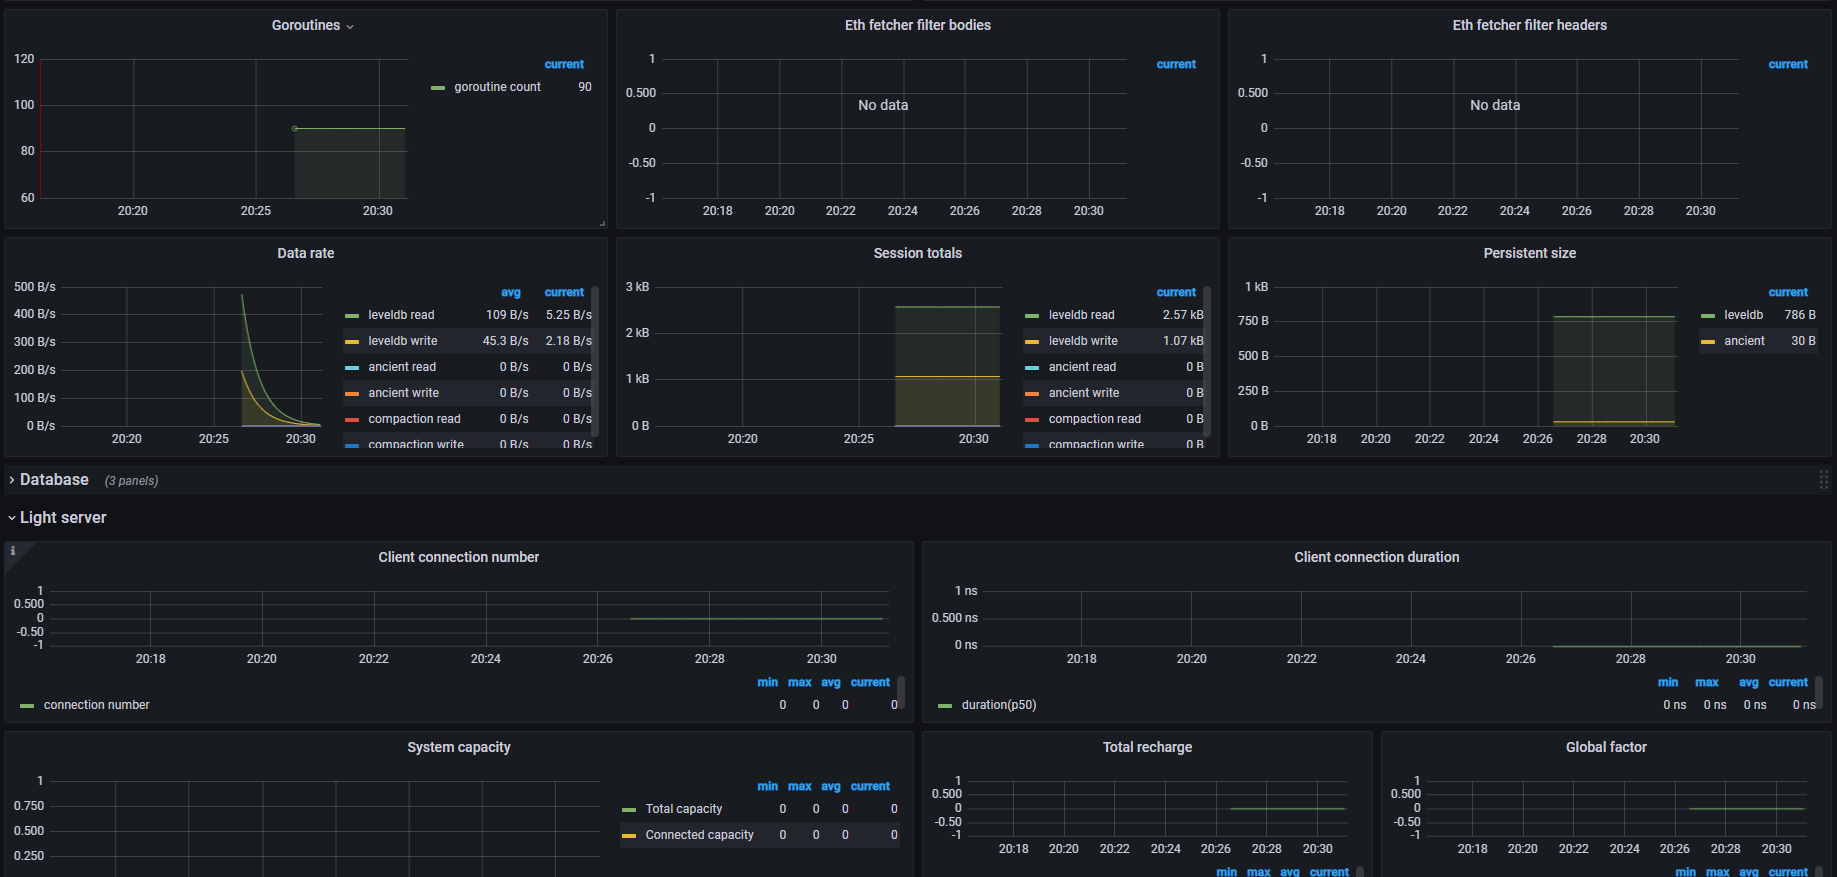 Goroutines
120
100
80
60
20:20 20:25 20:30
current
goroutine count 90
Eth fetcher filter bodies
1
0.500
0
-0.50
-1
No data
20:18 20:20 20:22 20:24 20:26 20:28 20:30
current
Eth fetcher filter headers
1
0.500
0
-0.50
-1
No data
20:18 20:20 20:22 20:24 20:26 20:28 20:30
current
Data rate
500 B/s
400 B/s
300 B/s
200 B/s
100 B/s
0 B/s
20:20 20:25 20:30
avg current
leveldb read 109 B/s 5.25 B/s
leveldb write 45.3 B/s 2.18 B/s
ancient read 0 B/s 0 B/s
ancient write 0 B/s 0 B/s
compaction read 0 B/s 0 B/s
compaction write 0 B/s 0 B/s
Session totals
3 kB
2 kB
1 kB
0 B
20:20 20:25 20:30
current
leveldb read 2.57 kB
leveldb write 1.07 kB
ancient read 0 B
ancient write 0 B
compaction read 0 B
compaction write 0 B
Persistent size
1 kB
750 B
500 B
250 B
0 B
20:18 20:20 20:22 20:24 20:26 20:28 20:30
current
leveldb 786 B
ancient 30 B
Database (3 panels)
Light server
i
Client connection number
1
0.500
0
-0.50
-1
20:18 20:20 20:22 20:24 20:26 20:28 20:30
min max avg current
connection number 0 0 0 0
Client connection duration
1 ns
0.500 ns
0 ns
20:18 20:20 20:22 20:24 20:26 20:28 20:30
min max avg current
duration(p50) 0 ns 0 ns 0 ns 0 ns
System capacity
1
0.750
0.500
0.250
min max avg current
Total capacity 0 0 0 0
Connected capacity 0 0 0 0
Total recharge
1
0.500
0
-0.50
-1
20:18 20:20 20:22 20:24 20:26 20:28 20:30
min max avg current
Global factor
1
0.500
0
-0.50
-1
20:18 20:20 20:22 20:24 20:26 20:28 20:30
min max avg current